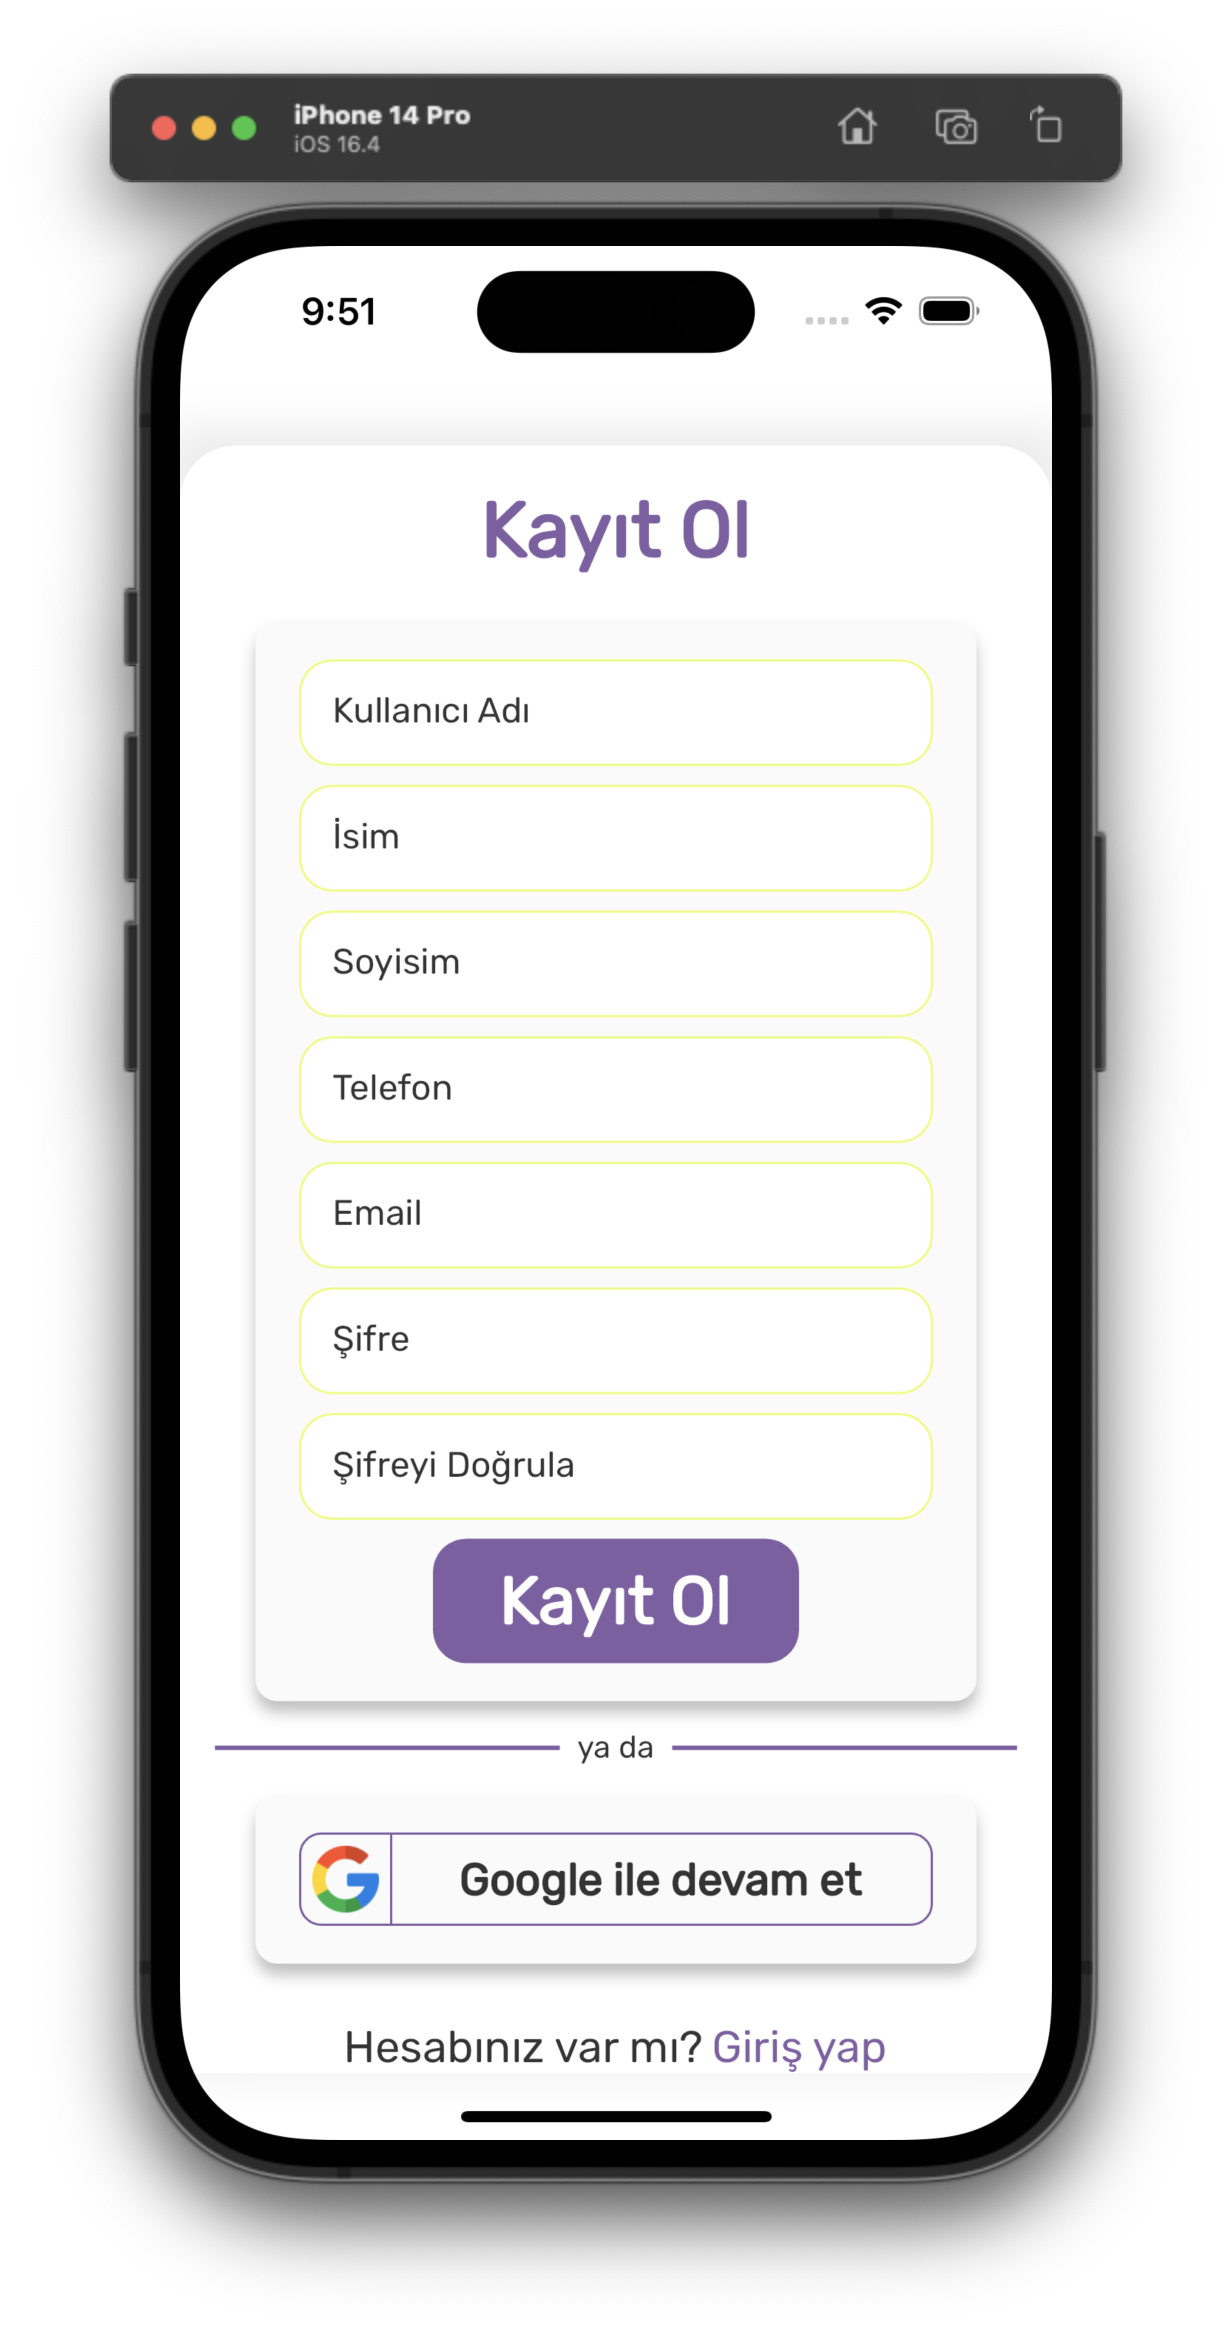 iPhone 14 Pro
iOS 16.4
9:51
Kayıt Ol
Kullanıcı Adı
İsim
Soyisim
Telefon
Email
Şifre
Şifreyi Doğrula
Kayıt Ol
ya da
Google ile devam et
Hesabınız var mı? Giriş yap